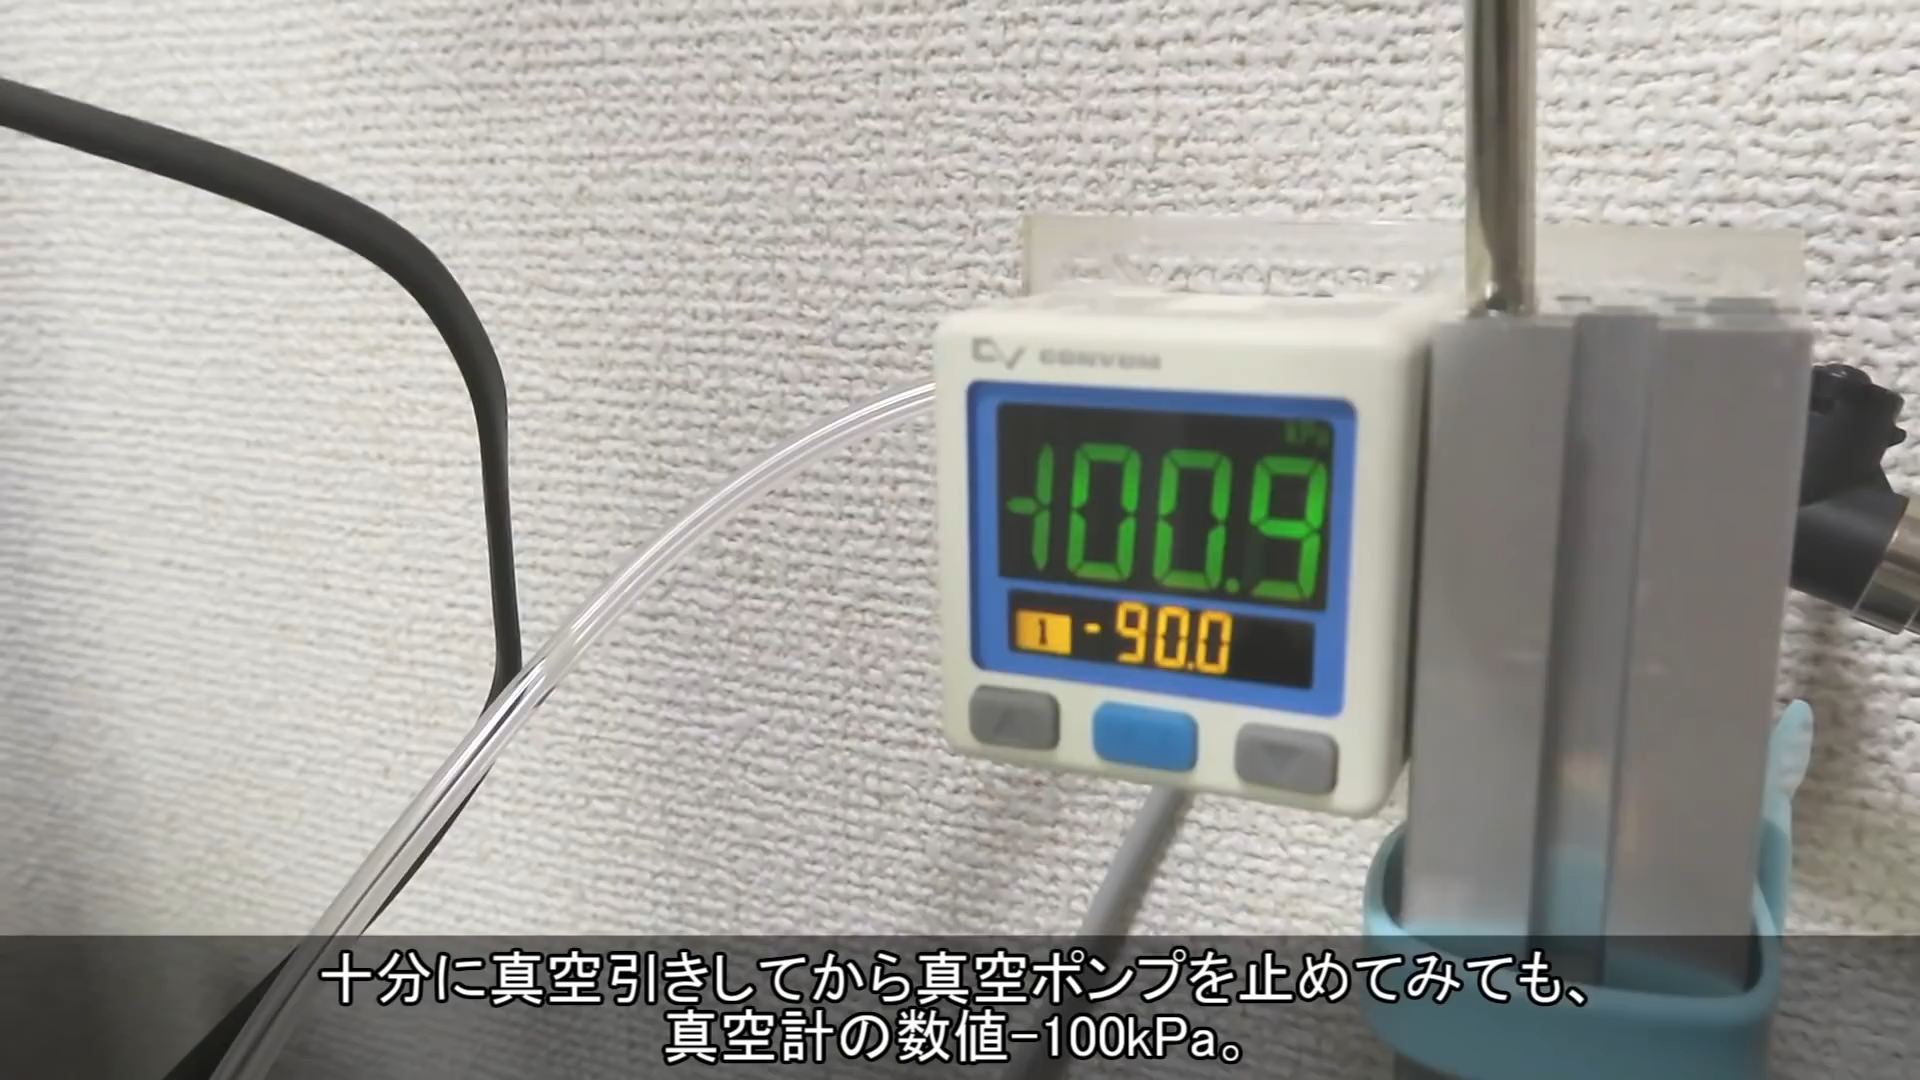 CONVUM
kPa
-100.9
1 -90.0
十分に真空引きしてから真空ポンプを止めてみても、
真空計の数値-100kPa。